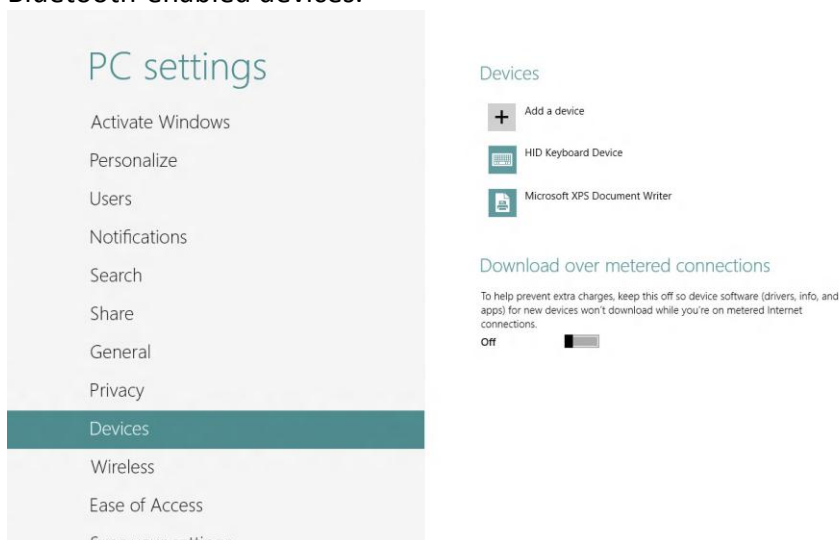 PC settings
Activate Windows
Personalize
Users
Notifications
Search
Share
General
Privacy
Devices
Wireless
Ease of Access
Devices
Add a device
HID Keyboard Device
Microsoft XPS Document Writer
Download over metered connections
To help prevent extra charges, keep this off so device software (drivers, info, and
apps) for new devices won't download while you're on metered Internet
connections.
Off